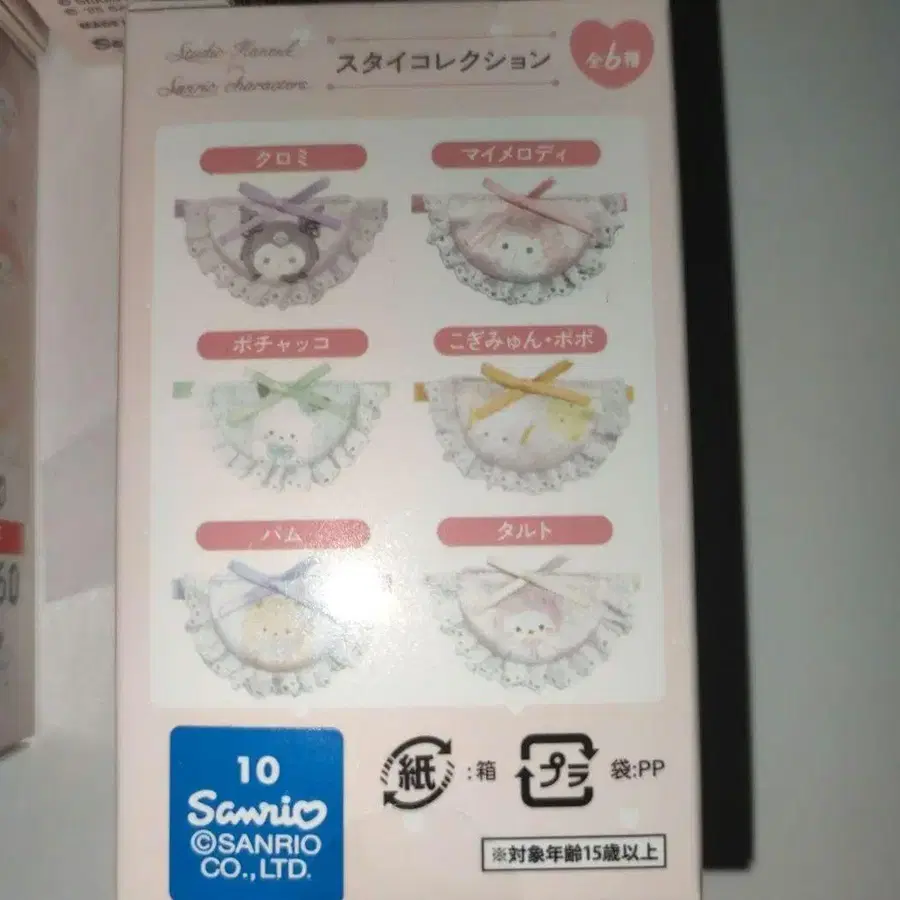 Studio Flannel
Sanrio characters
スタイコレクション
全6種
クロミ
マイメロディ
ポチャッコ
こぎみゅん・ポポ
パム
タルト
10
Sanrio
©SANRIO
CO.,LTD.
紙
:箱
プラ
袋:PP
※対象年齢15歳以上